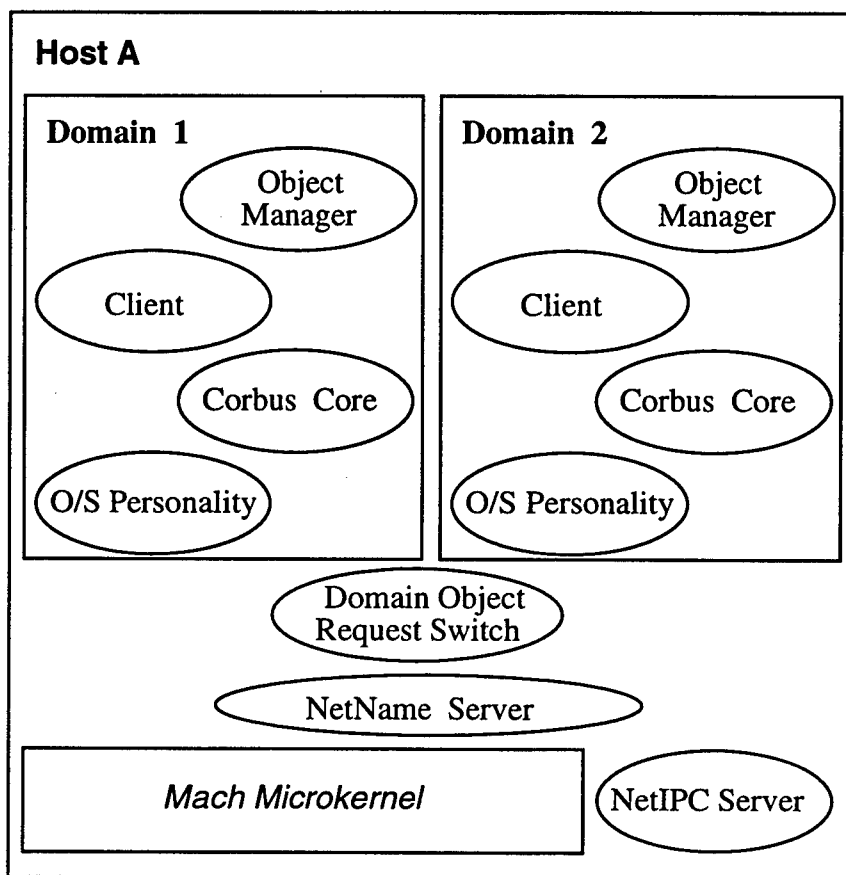 Host A
Domain 1
Object
Manager
Client
Corbus Core
O/S Personality
Domain 2
Object
Manager
Client
Corbus Core
O/S Personality
Domain Object
Request Switch
NetName Server
Mach Microkernel
NetIPC Server